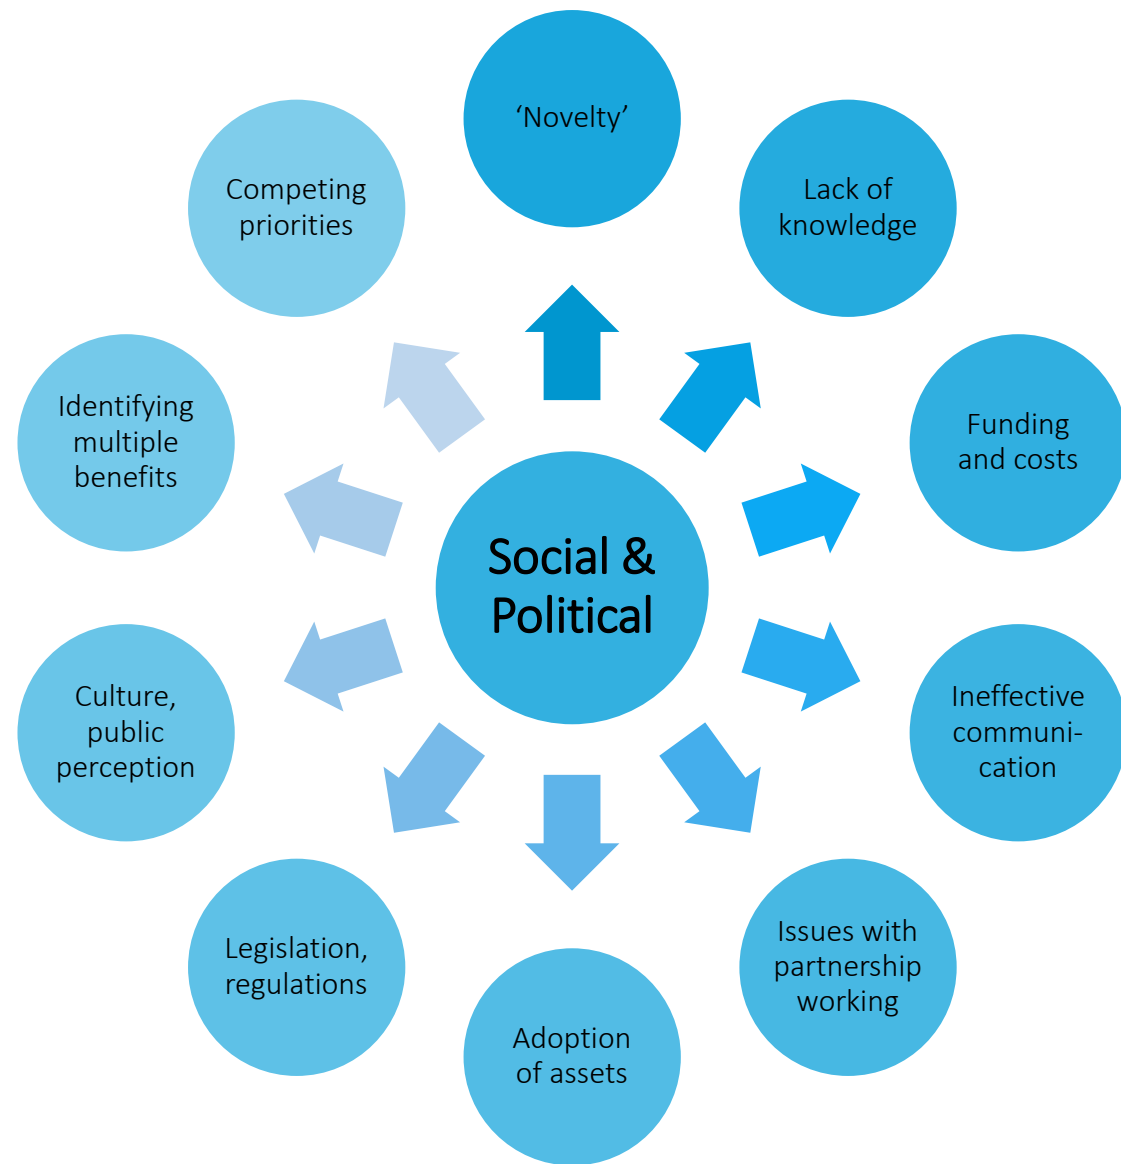 ‘Novelty’
Lack of
knowledge
Funding
and costs
Ineffective
communi-
cation
Issues with
partnership
working
Adoption
of assets
Legislation,
regulations
Culture,
public
perception
Identifying
multiple
benefits
Competing
priorities
Social &
Political